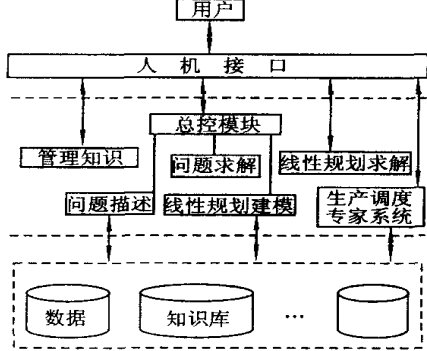 用户
人机接口
总控模块
管理知识
问题求解
线性规划求解
问题描述
线性规划建模
生产调度
专家系统
数据
知识库
…